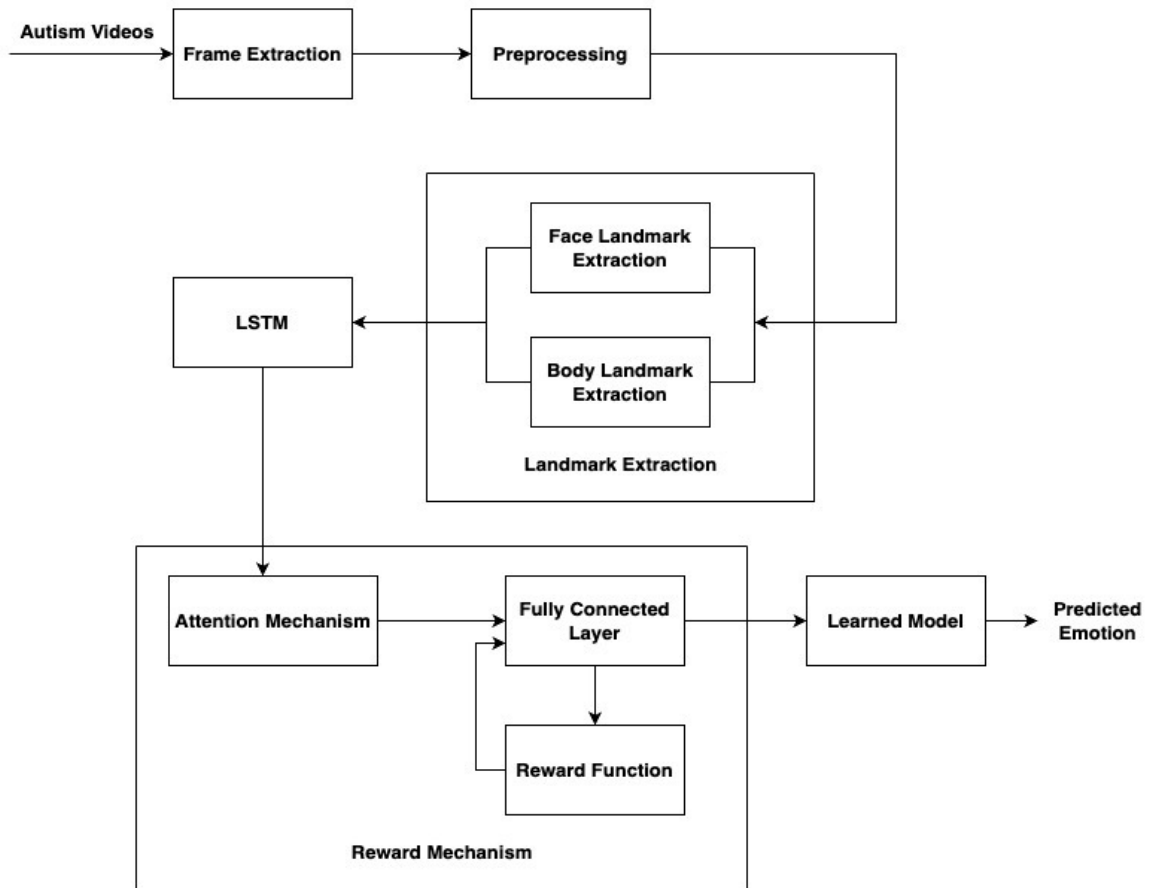 Autism Videos
Frame Extraction
Preprocessing
Face Landmark
Extraction
LSTM
Body Landmark
Extraction
Landmark Extraction
Attention Mechanism
Fully Connected
Layer
Learned Model
Predicted
Emotion
Reward Function
Reward Mechanism